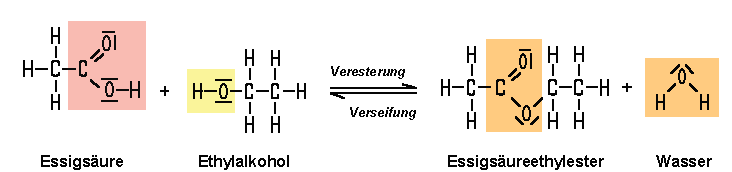 H H
H-C-C O-H
H
+
H-O-C-C-H
H H
H H
Veresterung
Verseifung
H H H
H-C-C O C-C-H
H H H
+
O
H H
Essigsäure Ethylalkohol Essigsäureethylester Wasser